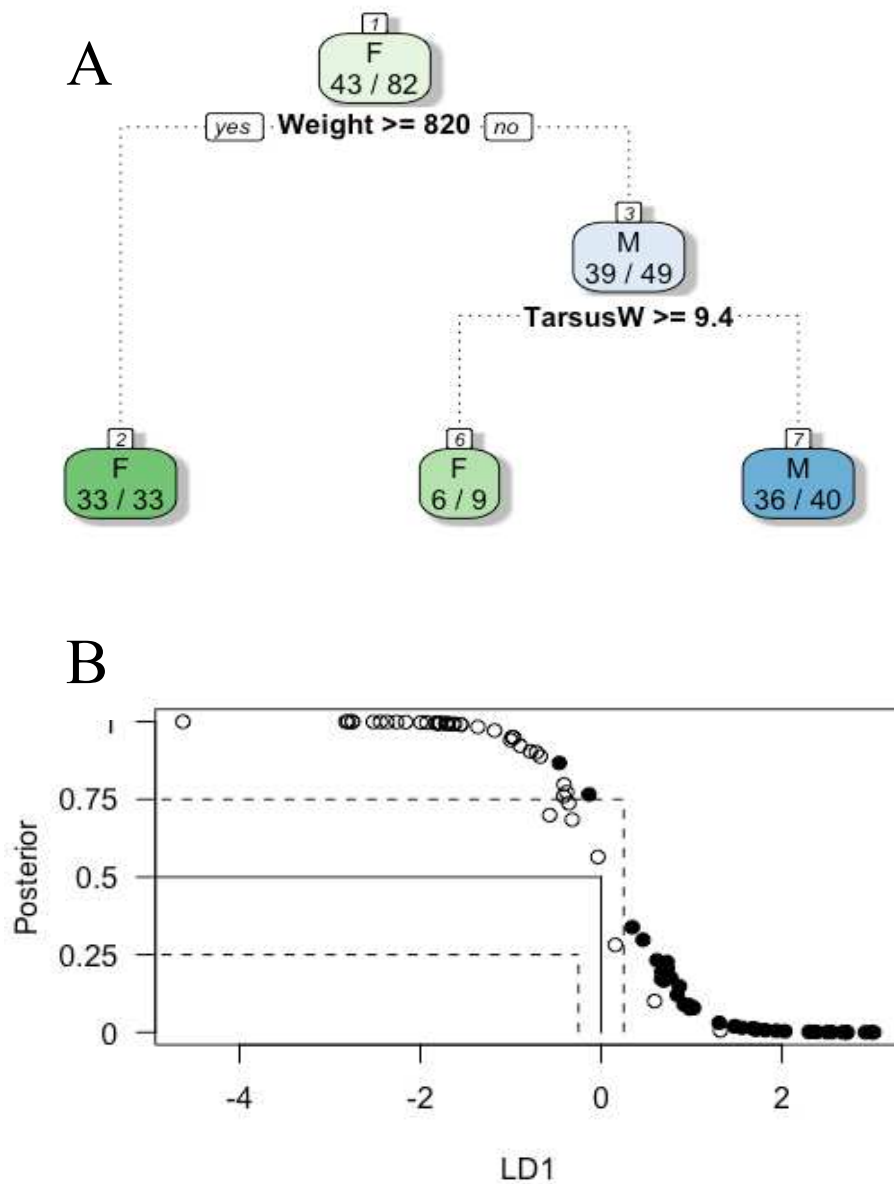 A
1
F
43 / 82
yes Weight >= 820 no
3
M
39 / 49
TarsusW >= 9.4
2
F
33 / 33
6
F
6 / 9
7
M
36 / 40
B
1
0.75
0.5
0.25
0
Posterior
-4 -2 0 2
LD1